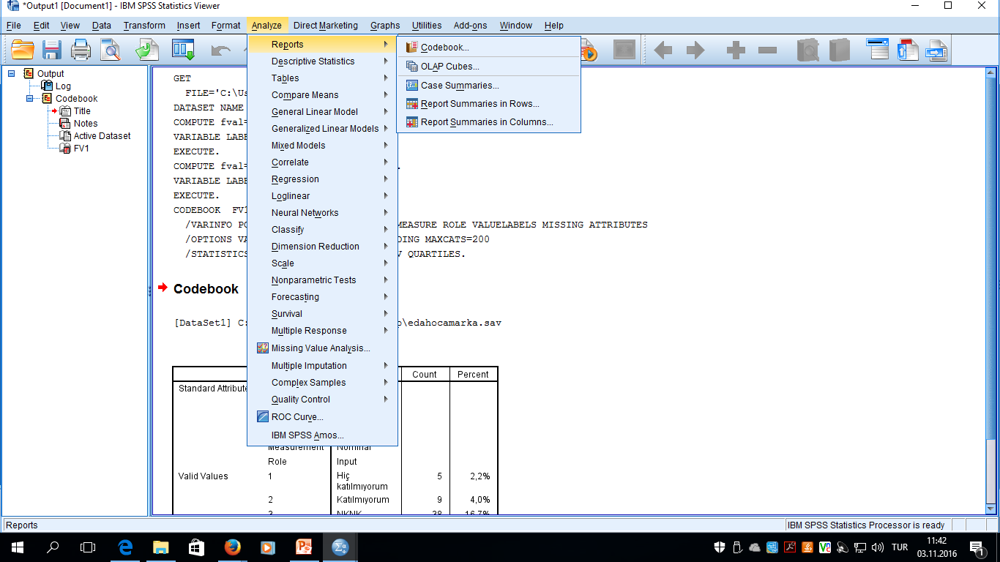 *Output1 [Document1] - IBM SPSS Statistics Viewer
File Edit View Data Transform Insert Format Analyze Direct Marketing Graphs Utilities Add-ons Window Help
Output
Log
Codebook
Title
Notes
Active Dataset
FV1
Reports
Descriptive Statistics
Tables
Compare Means
General Linear Model
Generalized Linear Models
Mixed Models
Correlate
Regression
Loglinear
Neural Networks
Classify
Dimension Reduction
Scale
Nonparametric Tests
Forecasting
Survival
Multiple Response
Missing Value Analysis...
Multiple Imputation
Complex Samples
Quality Control
ROC Curve...
IBM SPSS Amos...
Codebook...
OLAP Cubes...
Case Summaries...
Report Summaries in Rows...
Report Summaries in Columns...
GET
FILE='C:\Us
DATASET NAME
COMPUTE fval=
VARIABLE LABE
EXECUTE.
COMPUTE fval= .
VARIABLE LABE
EXECUTE.
CODEBOOK FV1
/VARINFO PO MEASURE ROLE VALUELABELS MISSING ATTRIBUTES
/OPTIONS VA DING MAXCATS=200
/STATISTICS V QUARTILES.
Codebook
[DataSet1] C: p\edahocamarka.sav
Count Percent
Standard Attribute
Measurement Nominal
Role Input
Valid Values 1 Hiç katılmıyorum 5 2,2%
2 Katılmıyorum 9 4,0%
3 NKNK 38 16,7%
Reports
IBM SPSS Statistics Processor is ready
TUR
11:42
03.11.2016
1